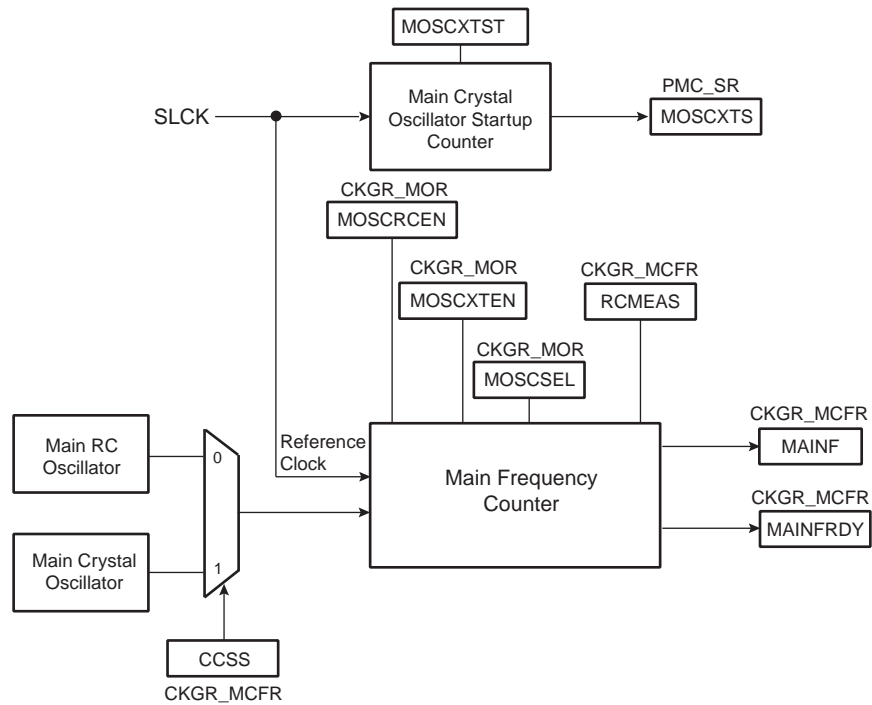 MOSCXTST
SLCK
Main Crystal
Oscillator Startup
Counter
PMC_SR
MOSCXTS
CKGR_MOR
MOSCRCEN
CKGR_MOR
MOSCXTEN
CKGR_MCFR
RCMEAS
CKGR_MOR
MOSCSEL
Main RC
Oscillator
0
Reference
Clock
Main Frequency
Counter
CKGR_MCFR
MAINF
CKGR_MCFR
MAINFRDY
Main Crystal
Oscillator
1
CCSS
CKGR_MCFR